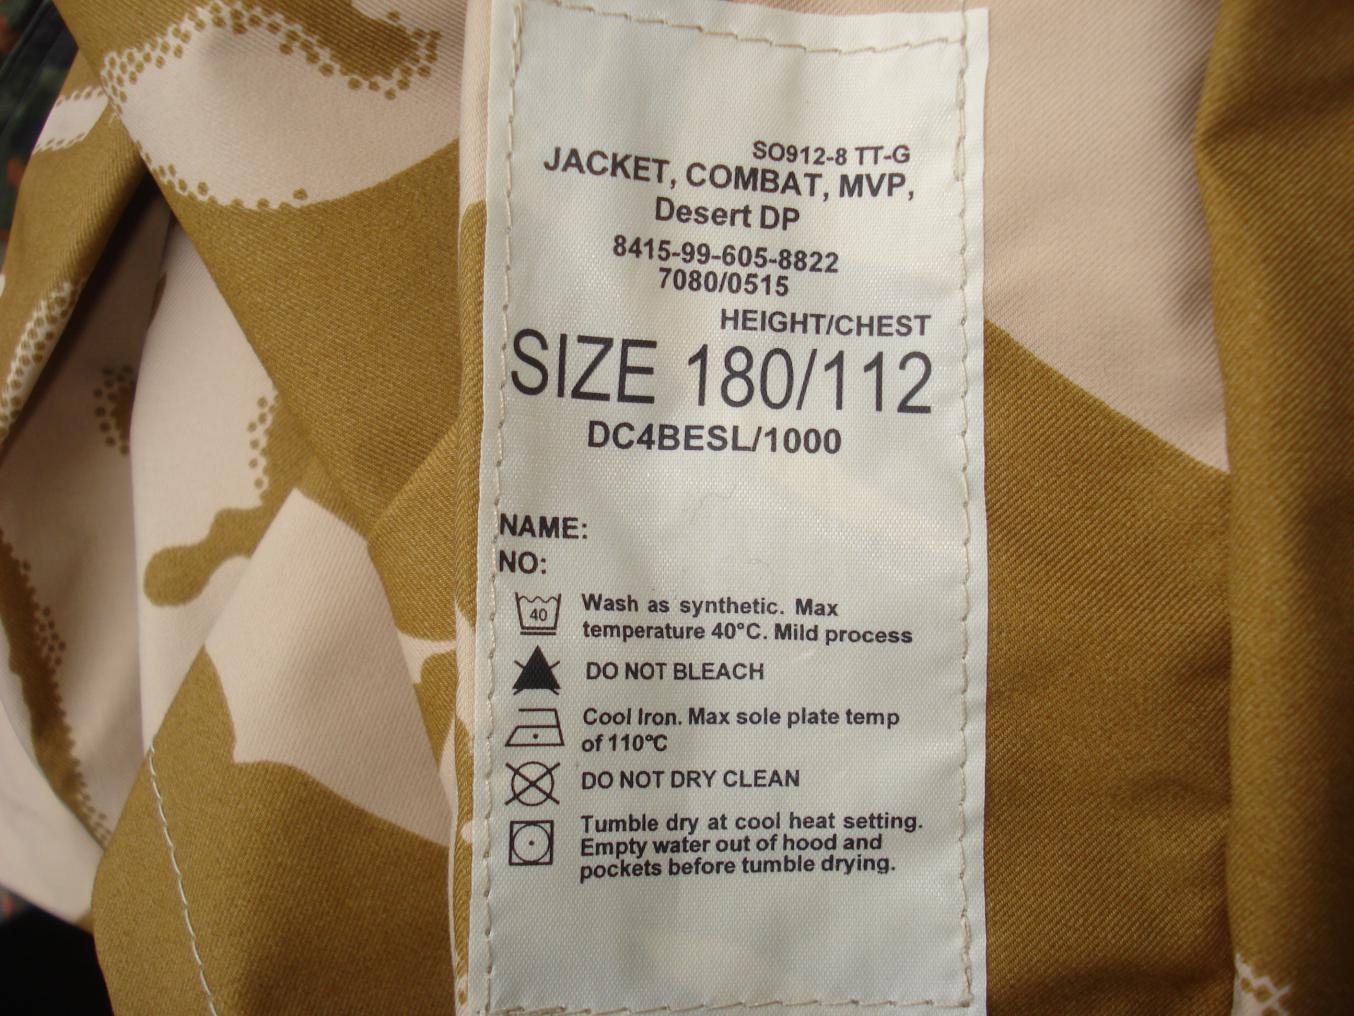 SO912-8 TT-G
JACKET, COMBAT, MVP,
Desert DP
8415-99-605-8822
7080/0515
HEIGHT/CHEST
SIZE 180/112
DC4BESL/1000
NAME:
NO:
40
Wash as synthetic. Max
temperature 40°C. Mild process
DO NOT BLEACH
Cool Iron. Max sole plate temp
of 110°C
DO NOT DRY CLEAN
Tumble dry at cool heat setting.
Empty water out of hood and
pockets before tumble drying.